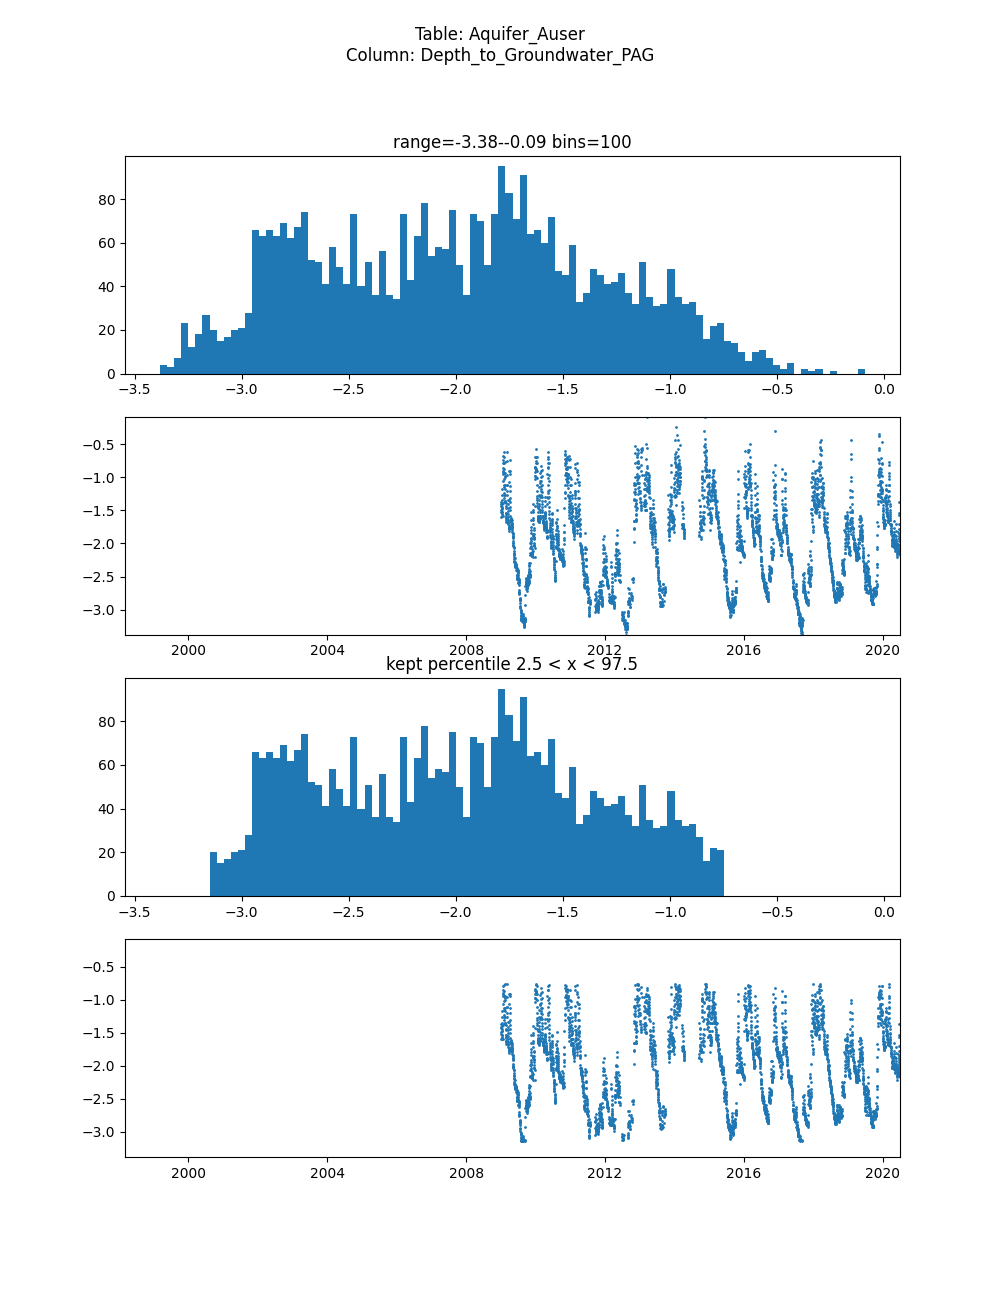 Table: Aquifer_Auser
Column: Depth_to_Groundwater_PAG
range=-3.38--0.09 bins=100
80
60
40
20
0
−3.5 −3.0 −2.5 −2.0 −1.5 −1.0 −0.5 0.0
−0.5
−1.0
−1.5
−2.0
−2.5
−3.0
2000 2004 2008 2012 2016 2020
kept percentile 2.5 < x < 97.5
80
60
40
20
0
−3.5 −3.0 −2.5 −2.0 −1.5 −1.0 −0.5 0.0
−0.5
−1.0
−1.5
−2.0
−2.5
−3.0
2000 2004 2008 2012 2016 2020